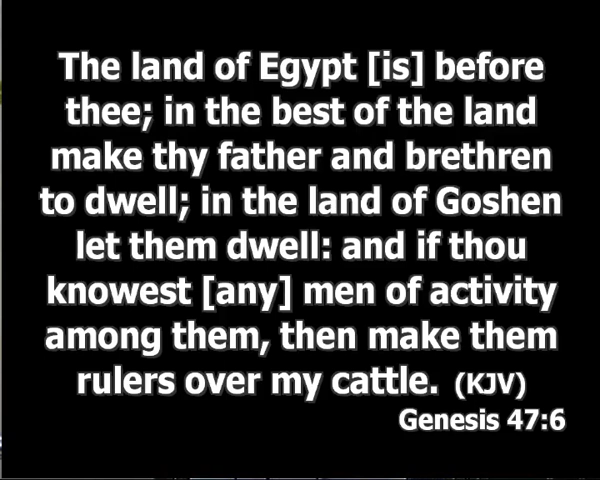 The land of Egypt [is] before
thee; in the best of the land
make thy father and brethren
to dwell; in the land of Goshen
let them dwell: and if thou
knowest [any] men of activity
among them, then make them
rulers over my cattle. (KJV)
Genesis 47:6